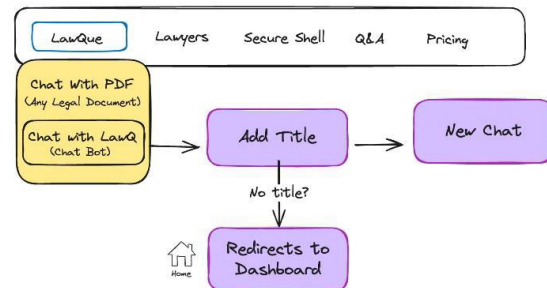 LawQue Lawyers Secure Shell Q&A Pricing
Chat with PDF
(Any Legal Document)
Chat with LawQ
(Chat Bot)
Add Title
New Chat
No title?
Redirects to
Dashboard
Home